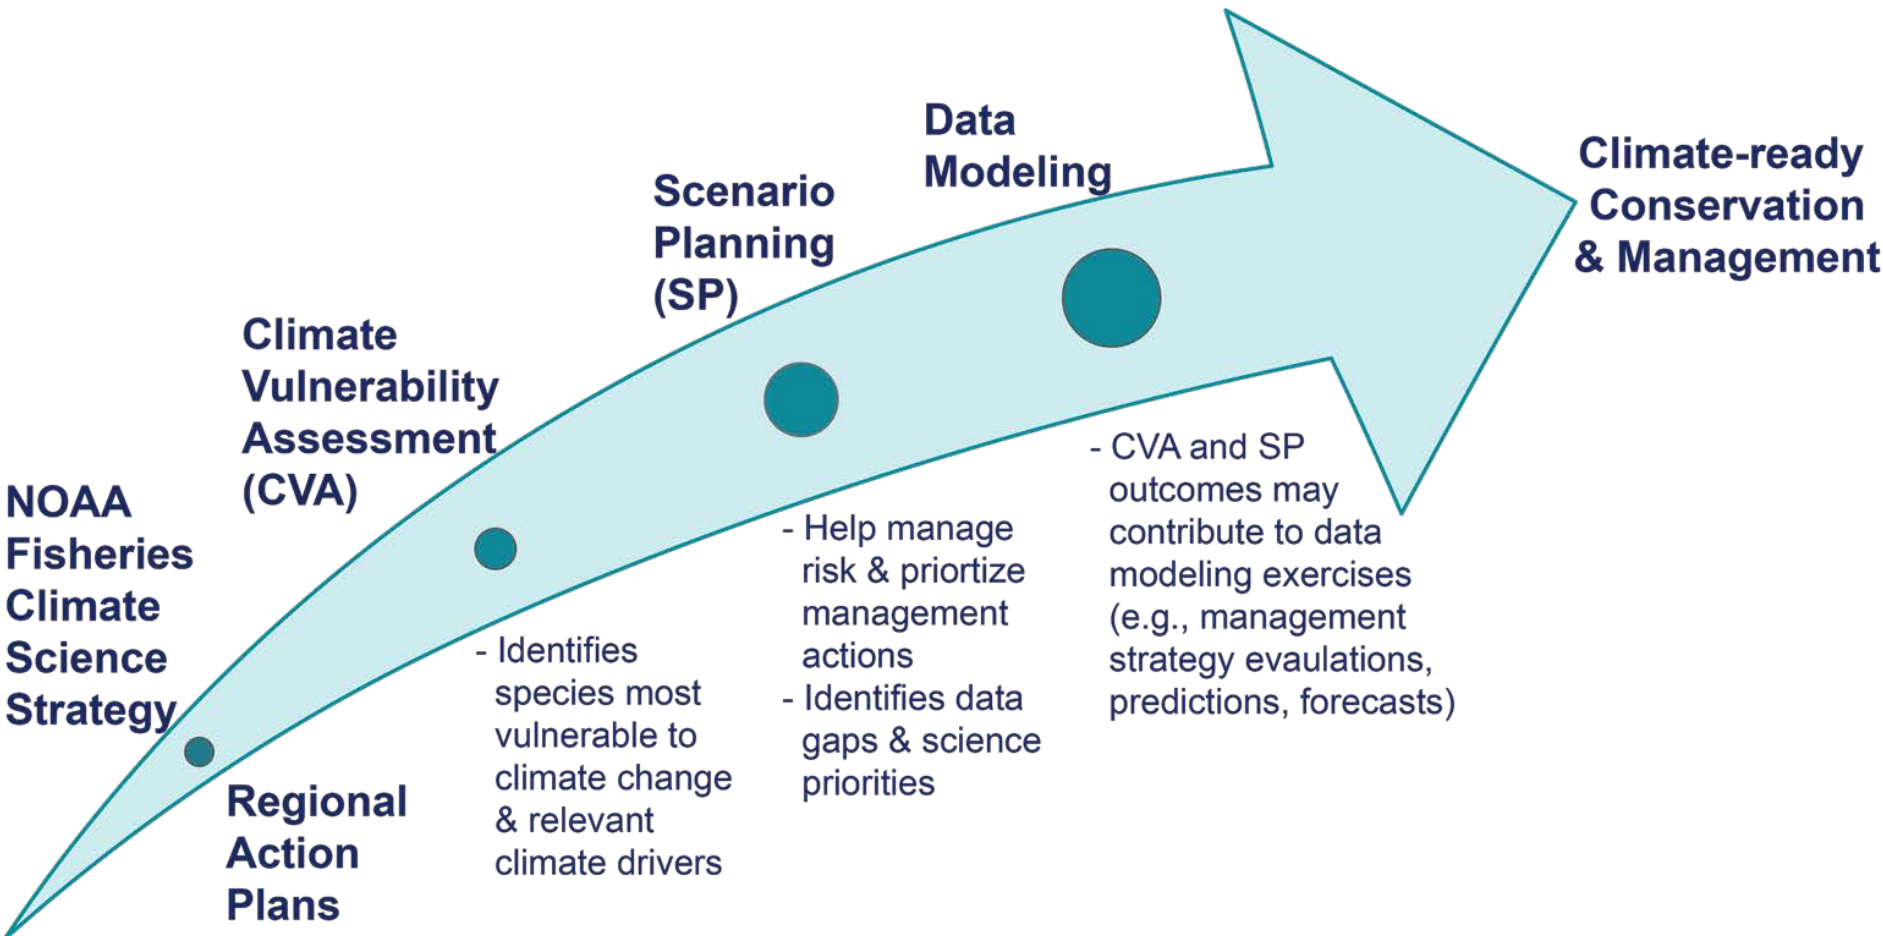 NOAA
Fisheries
Climate
Science
Strategy
Regional
Action
Plans
Climate
Vulnerability
Assessment
(CVA)
- Identifies
species most
vulnerable to
climate change
& relevant
climate drivers
Scenario
Planning
(SP)
- Help manage
risk & priortize
management
actions
- Identifies data
gaps & science
priorities
Data
Modeling
- CVA and SP
outcomes may
contribute to data
modeling exercises
(e.g., management
strategy evaulations,
predictions, forecasts)
Climate-ready
Conservation
& Management